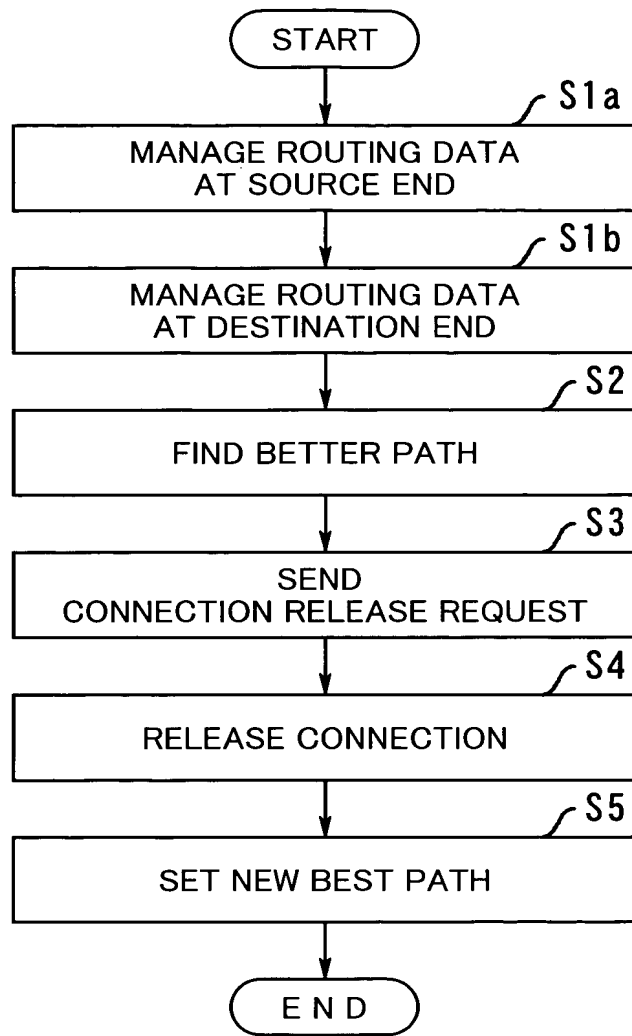 START
S1a
MANAGE ROUTING DATA
AT SOURCE END
S1b
MANAGE ROUTING DATA
AT DESTINATION END
S2
FIND BETTER PATH
S3
SEND
CONNECTION RELEASE REQUEST
S4
RELEASE CONNECTION
S5
SET NEW BEST PATH
END